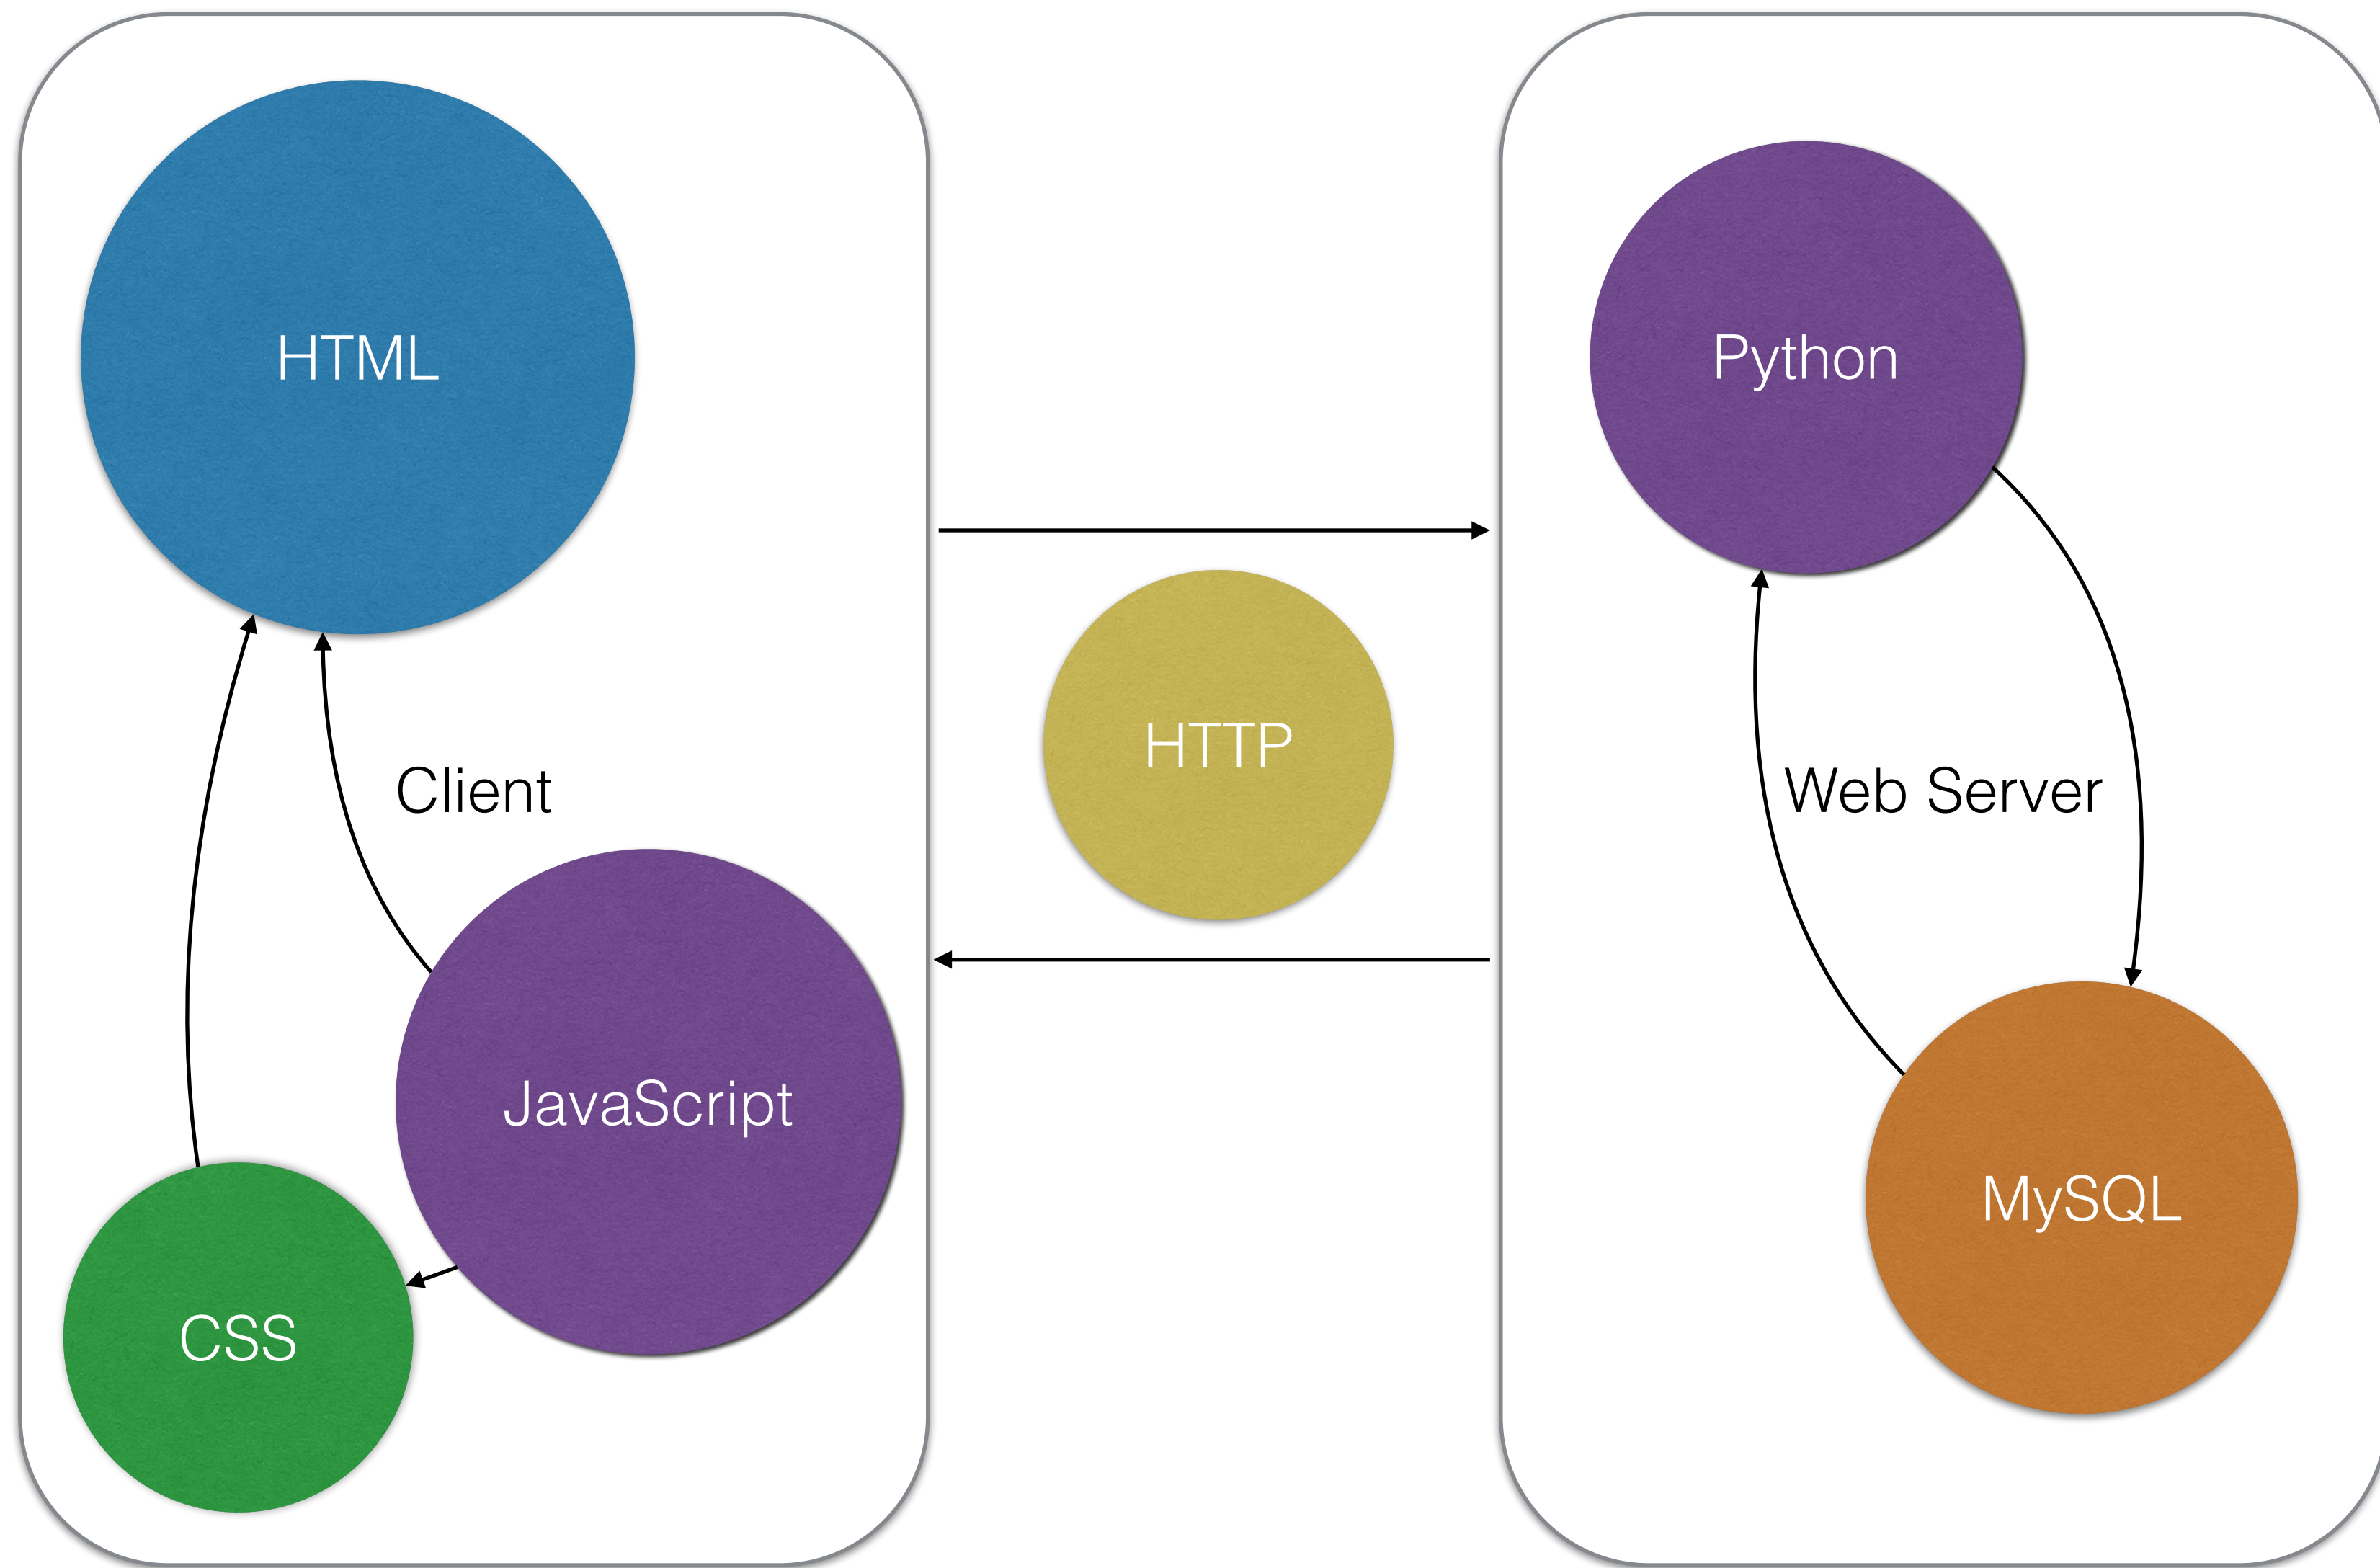 HTML
Client
JavaScript
CSS
HTTP
Python
Web Server
MySQL